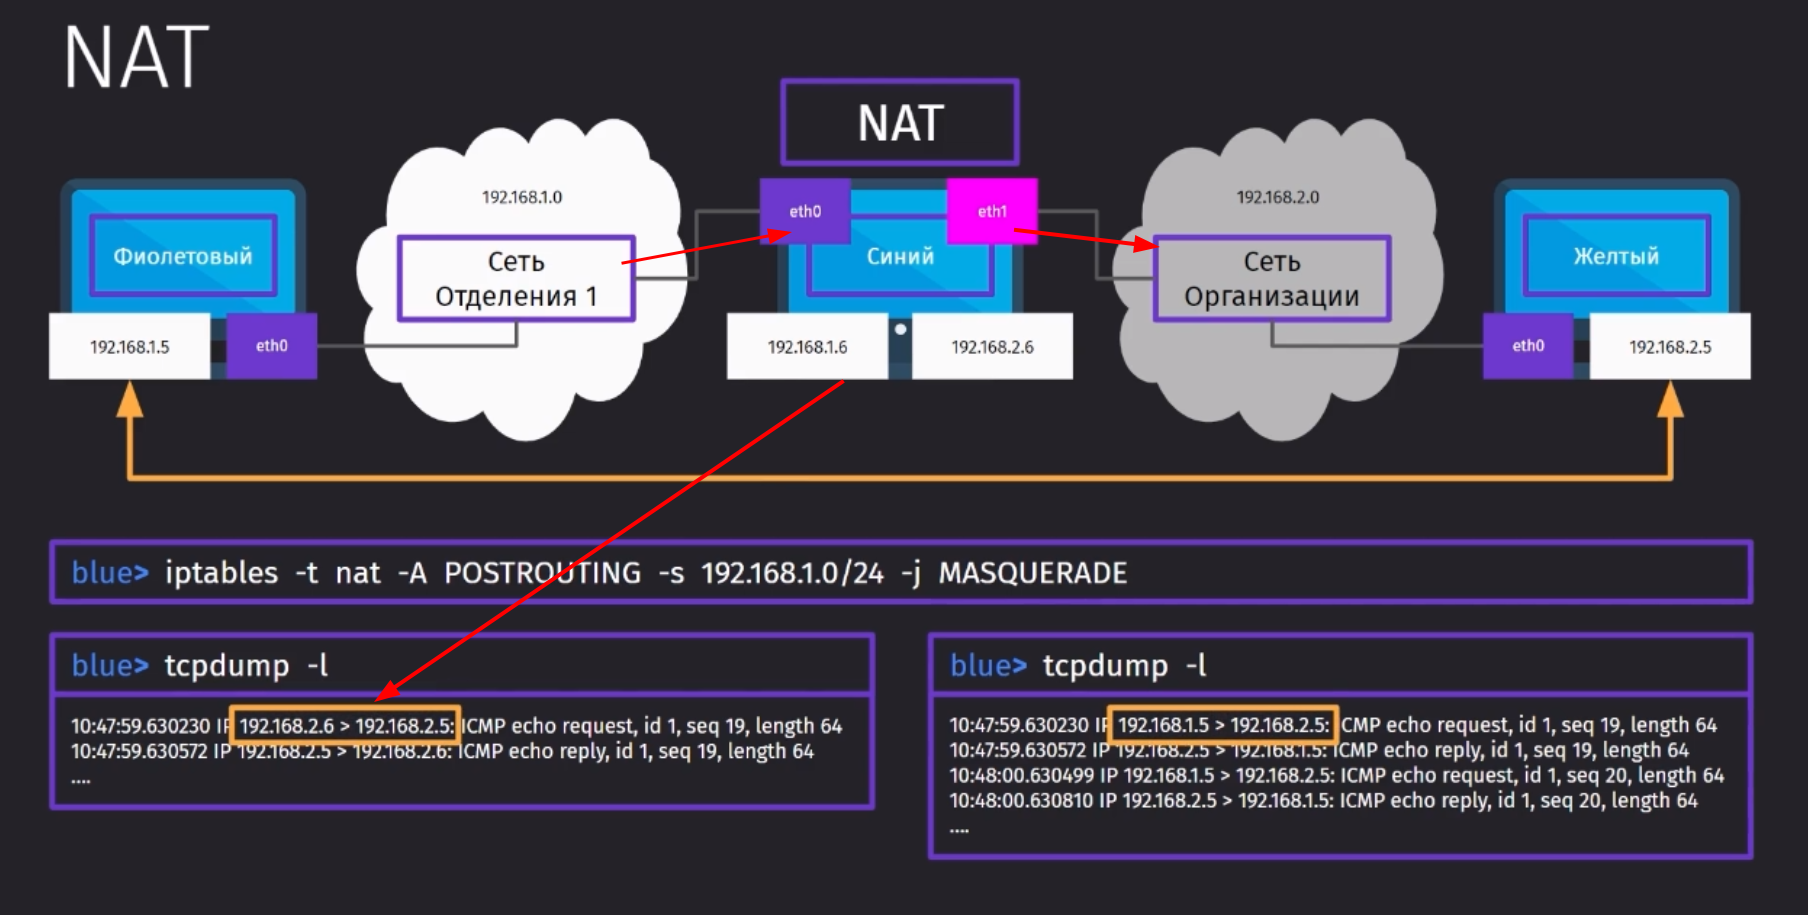 NAT
NAT
192.168.1.0
eth0
eth1
192.168.2.0
Фиолетовый
Сеть
Отделения 1
Синий
Сеть
Организации
Желтый
192.168.1.5
eth0
192.168.1.6
192.168.2.6
eth0
192.168.2.5
blue> iptables -t nat -A POSTROUTING -s 192.168.1.0/24 -j MASQUERADE
blue> tcpdump -l
10:47:59.630230 IP 192.168.2.6 > 192.168.2.5: ICMP echo request, id 1, seq 19, length 64
10:47:59.630572 IP 192.168.2.5 > 192.168.2.6: ICMP echo reply, id 1, seq 19, length 64
....
blue> tcpdump -l
10:47:59.630230 IP 192.168.1.5 > 192.168.2.5: ICMP echo request, id 1, seq 19, length 64
10:47:59.630572 IP 192.168.2.5 > 192.168.1.5: ICMP echo reply, id 1, seq 19, length 64
10:48:00.630499 IP 192.168.1.5 > 192.168.2.5: ICMP echo request, id 1, seq 20, length 64
10:48:00.630810 IP 192.168.2.5 > 192.168.1.5: ICMP echo reply, id 1, seq 20, length 64
....